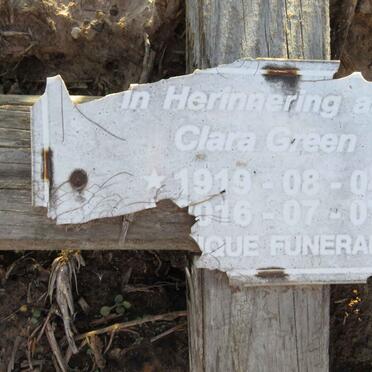 In Herinnering a
Clara Green
★ 1919 - 08 - 0
16 - 07 - 0
QUE FUNERA